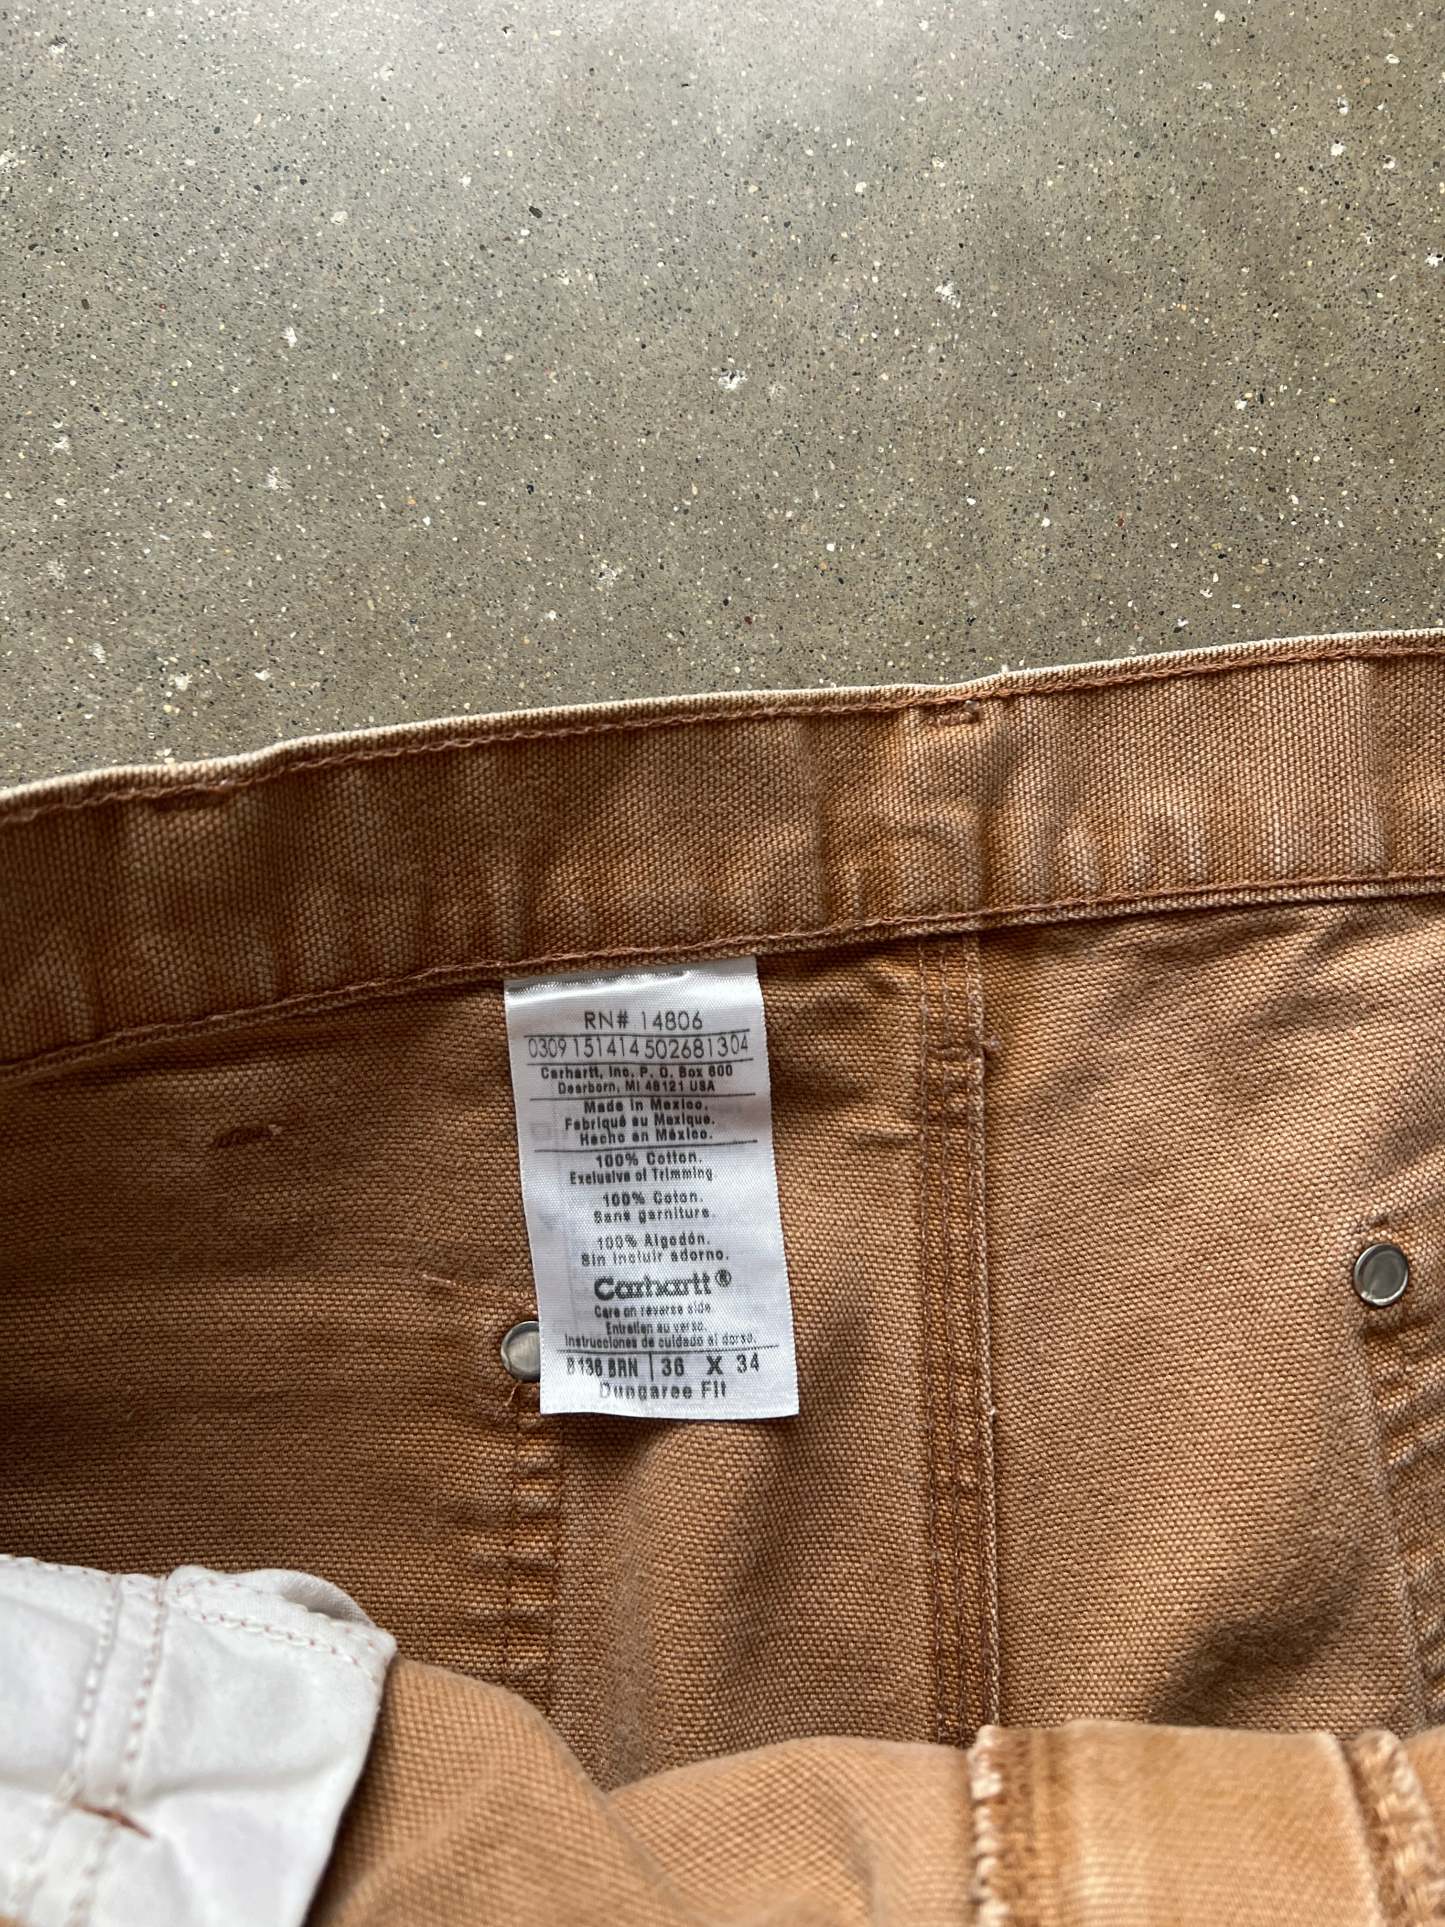 RN# 14806
0309151414502681304
Carhartt, Inc. P. O. Box 600
Dearborn, MI 48121 USA
Made in Mexico.
Fabriqué au Mexique.
Hecho en México.
100% Cotton.
Exclusive of Trimming.
100% Coton.
Sans garniture.
100% Algodón.
Sin incluir adorno.
Carhartt®
Care on reverse side.
Entretien au verso.
Instrucciones de cuidado al dorso.
B136 BRN | 36 X 34
Dungaree Fit